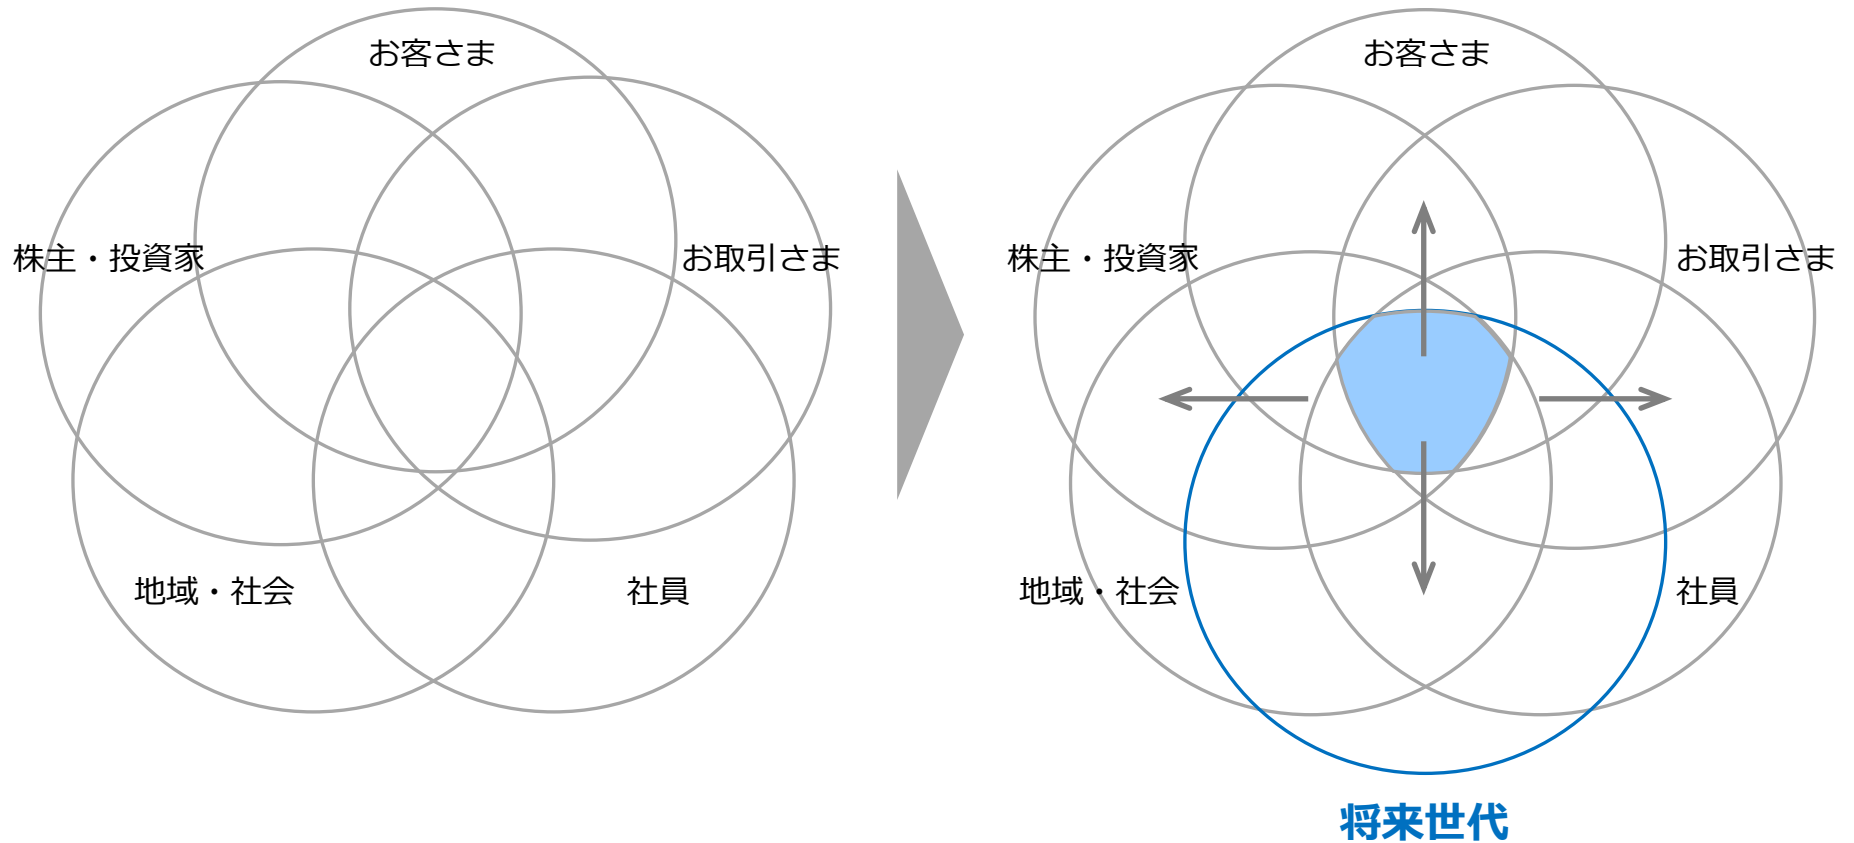 お客さま
株主・投資家
お取引さま
地域・社会
社員
お客さま
株主・投資家
お取引さま
地域・社会
社員
将来世代